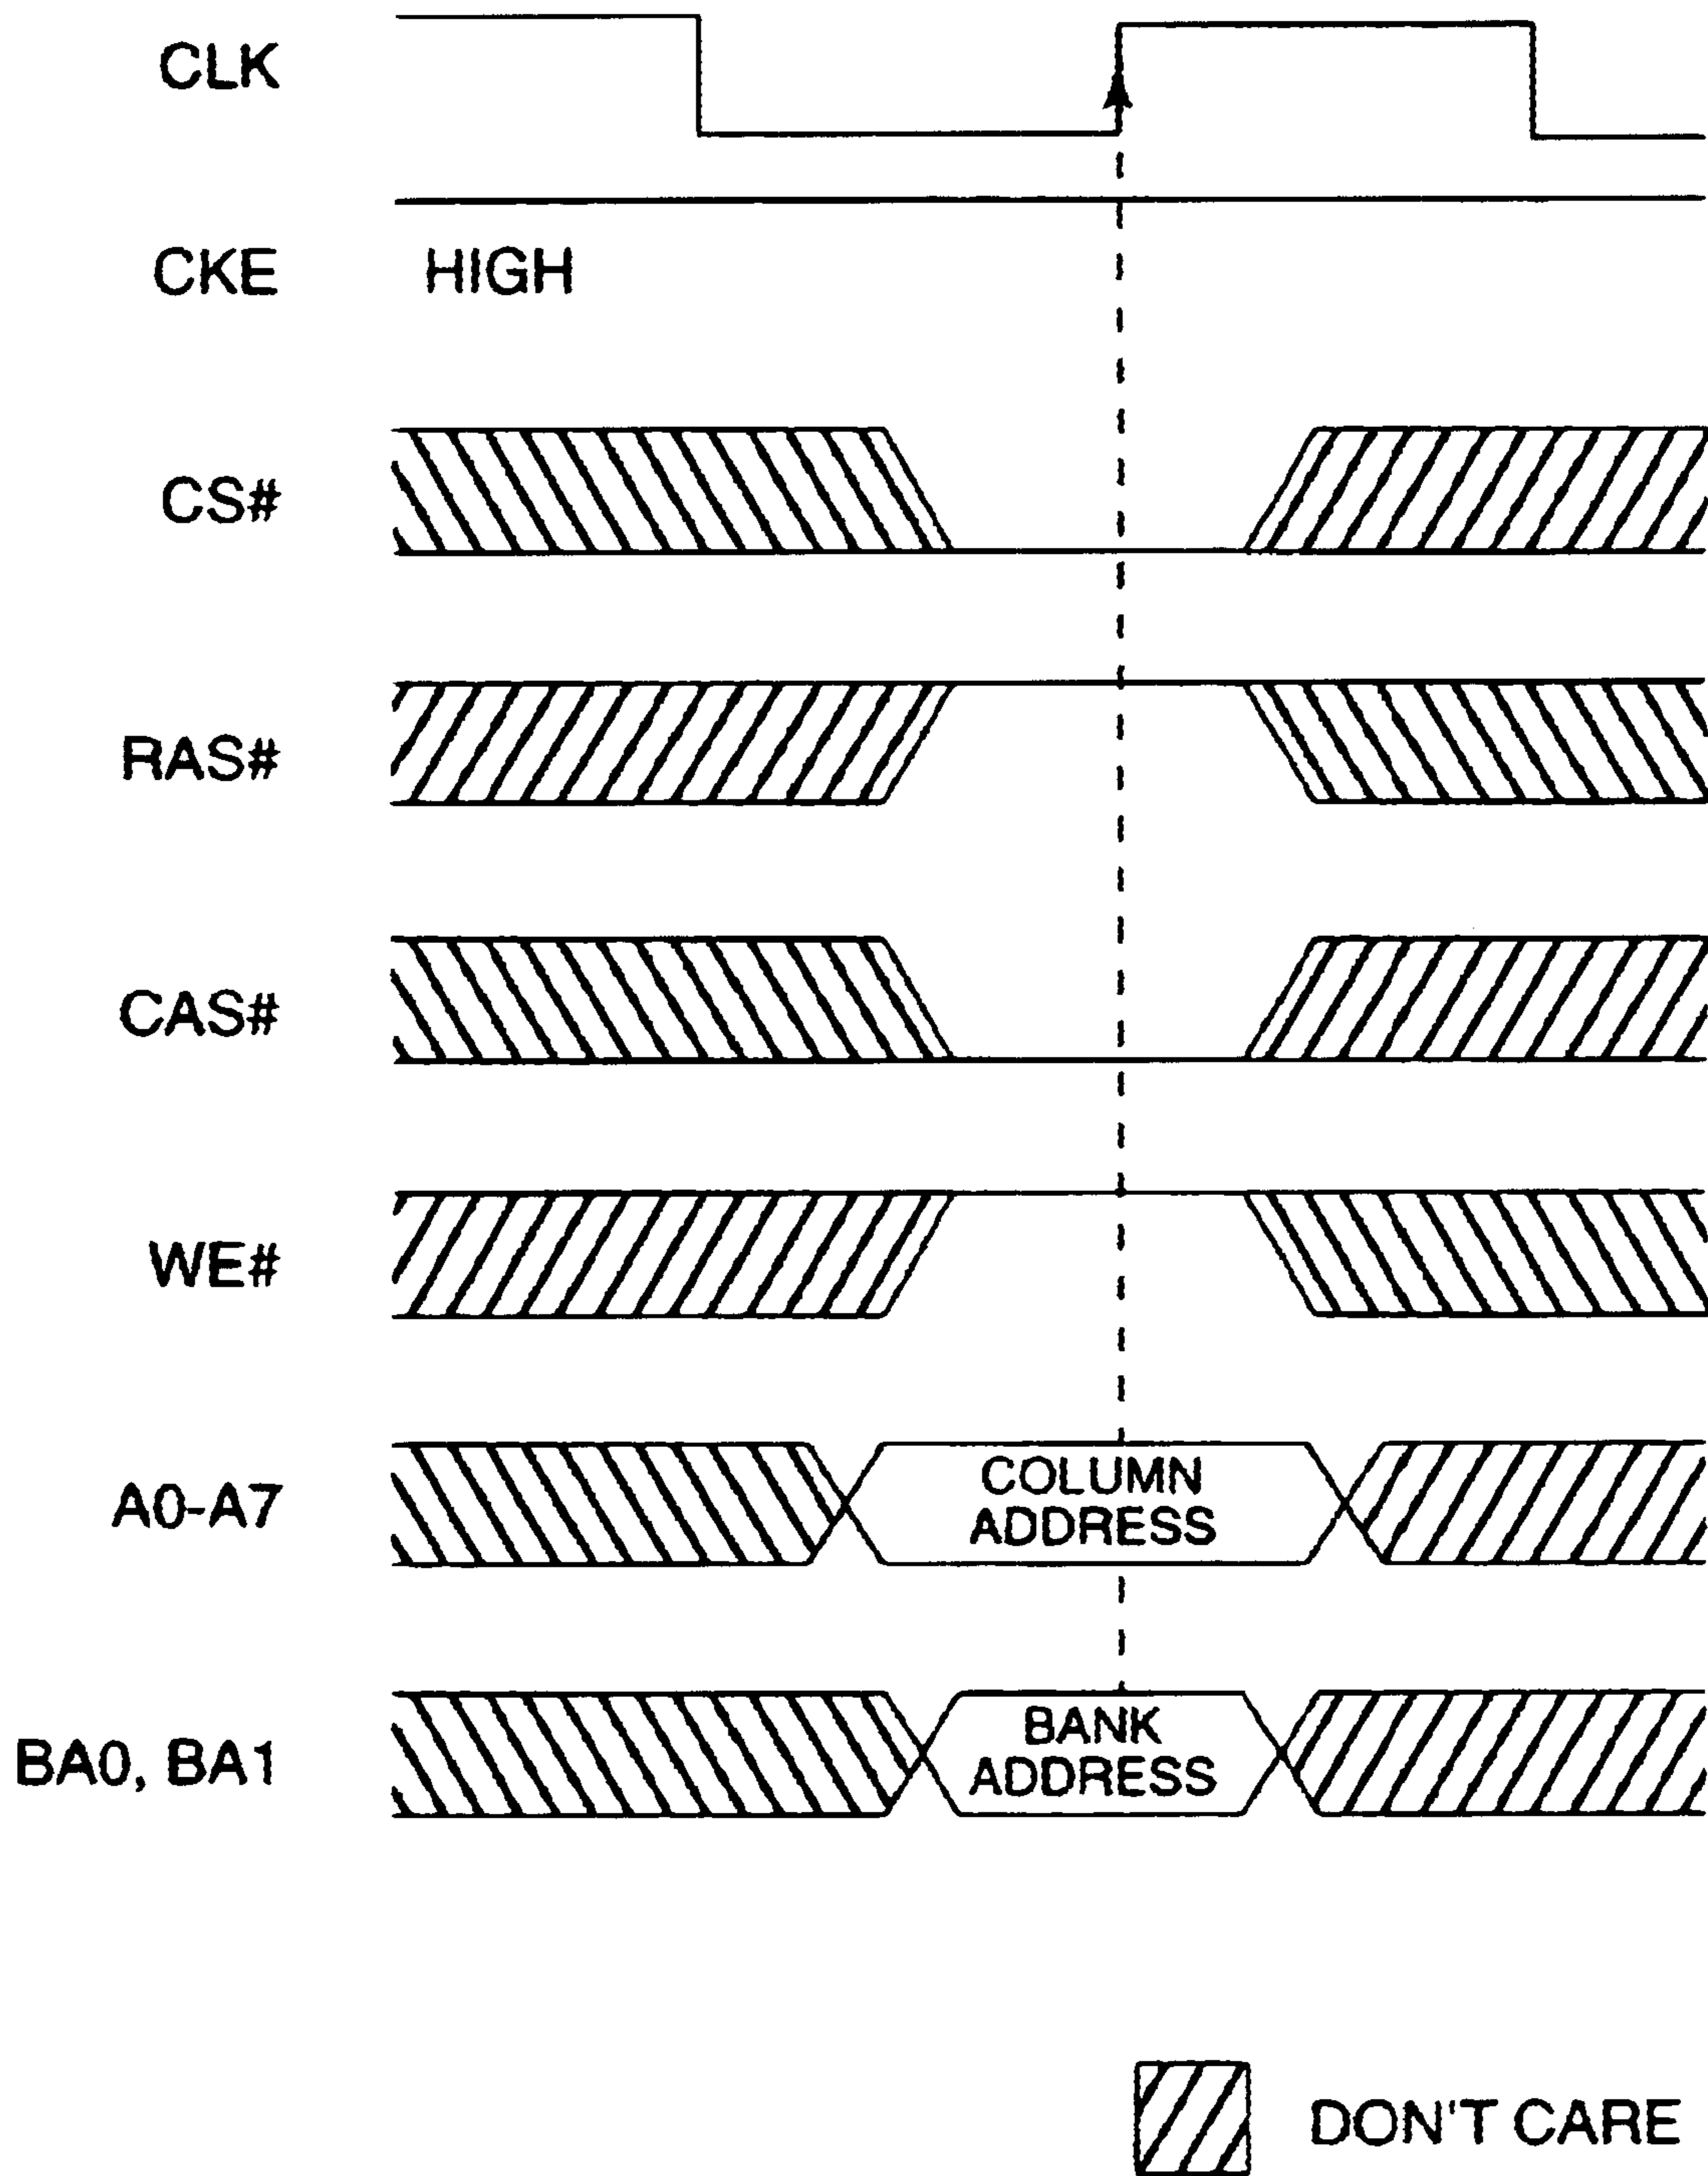 CLK
CKE HIGH
CS#
RAS#
CAS#
WE#
A0-A7
COLUMN
ADDRESS
BA0, BA1
BANK
ADDRESS
DON'T CARE